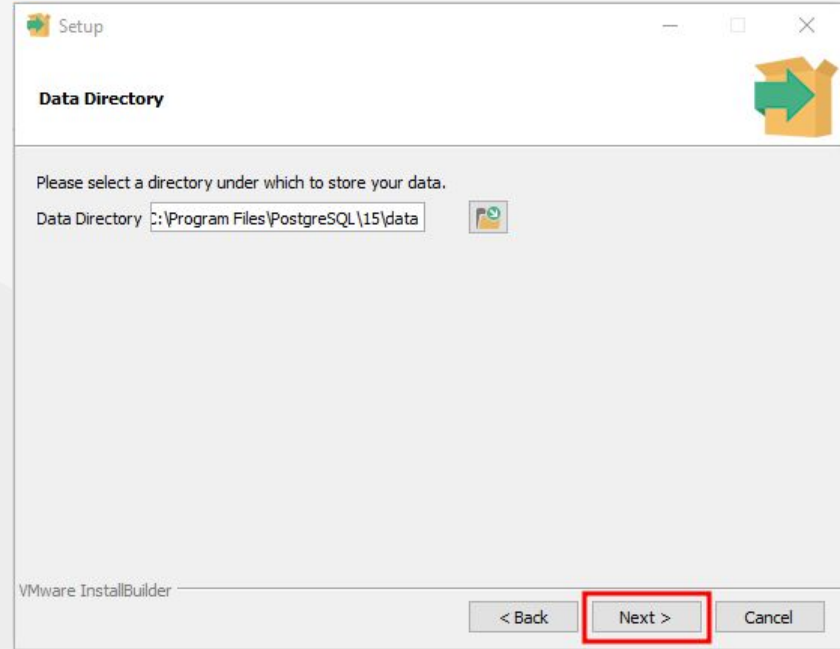 Setup
Data Directory
Please select a directory under which to store your data.
Data Directory C:\Program Files\PostgreSQL\15\data
VMware InstallBuilder
< Back Next > Cancel